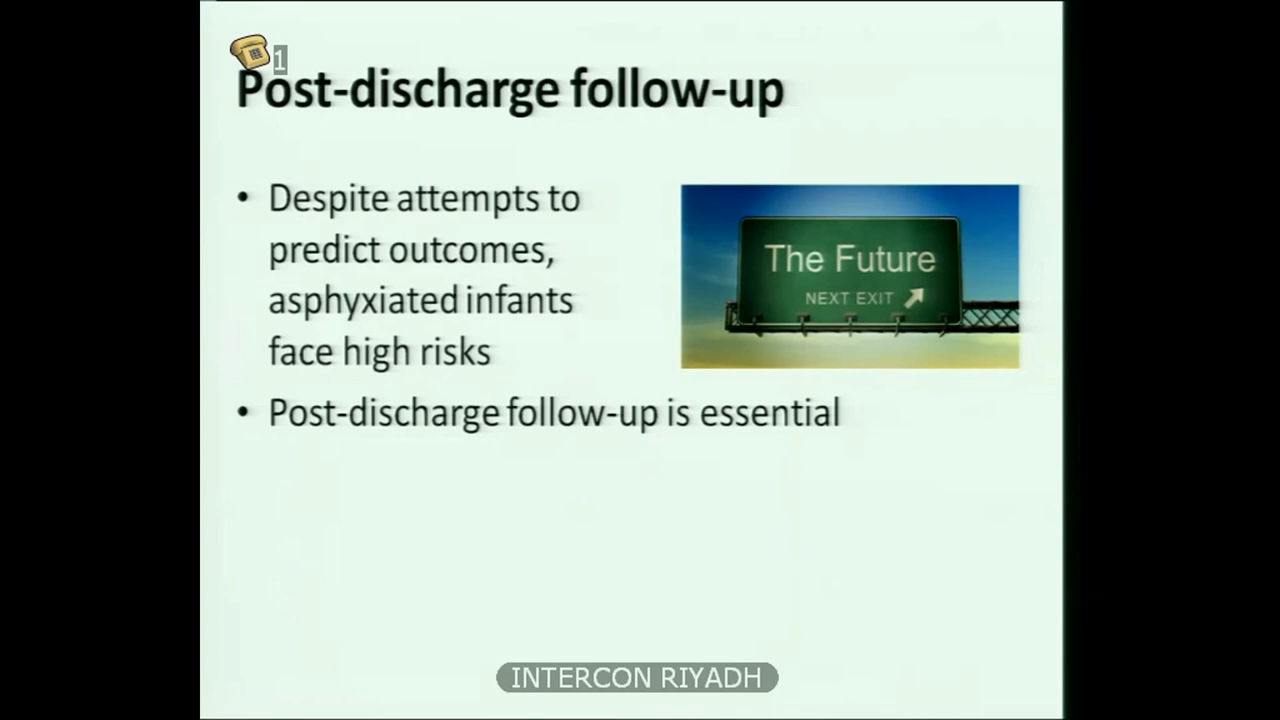 1
Post-discharge follow-up
• Despite attempts to
predict outcomes,
asphyxiated infants
face high risks
The Future
NEXT EXIT
• Post-discharge follow-up is essential
INTERCON RIYADH